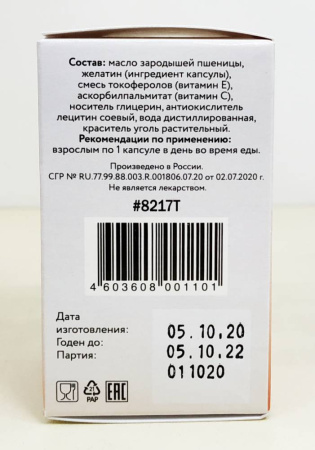 Состав: масло зародышей пшеницы,
желатин (ингредиент капсулы),
смесь токоферолов (витамин Е),
аскорбилпальмитат (витамин С),
носитель глицерин, антиокислитель
лецитин соевый, вода дистиллированная,
краситель уголь растительный.
Рекомендации по применению:
взрослым по 1 капсуле в день во время еды.
Произведено в России.
СГР № RU.77.99.88.003.R.001806.07.20 от 02.07.2020 г.
Не является лекарством.
#8217T
4 603608 001101
Дата
изготовления: 05.10.20
Годен до: 05.10.22
Партия: 011020
21
PAP
EAC